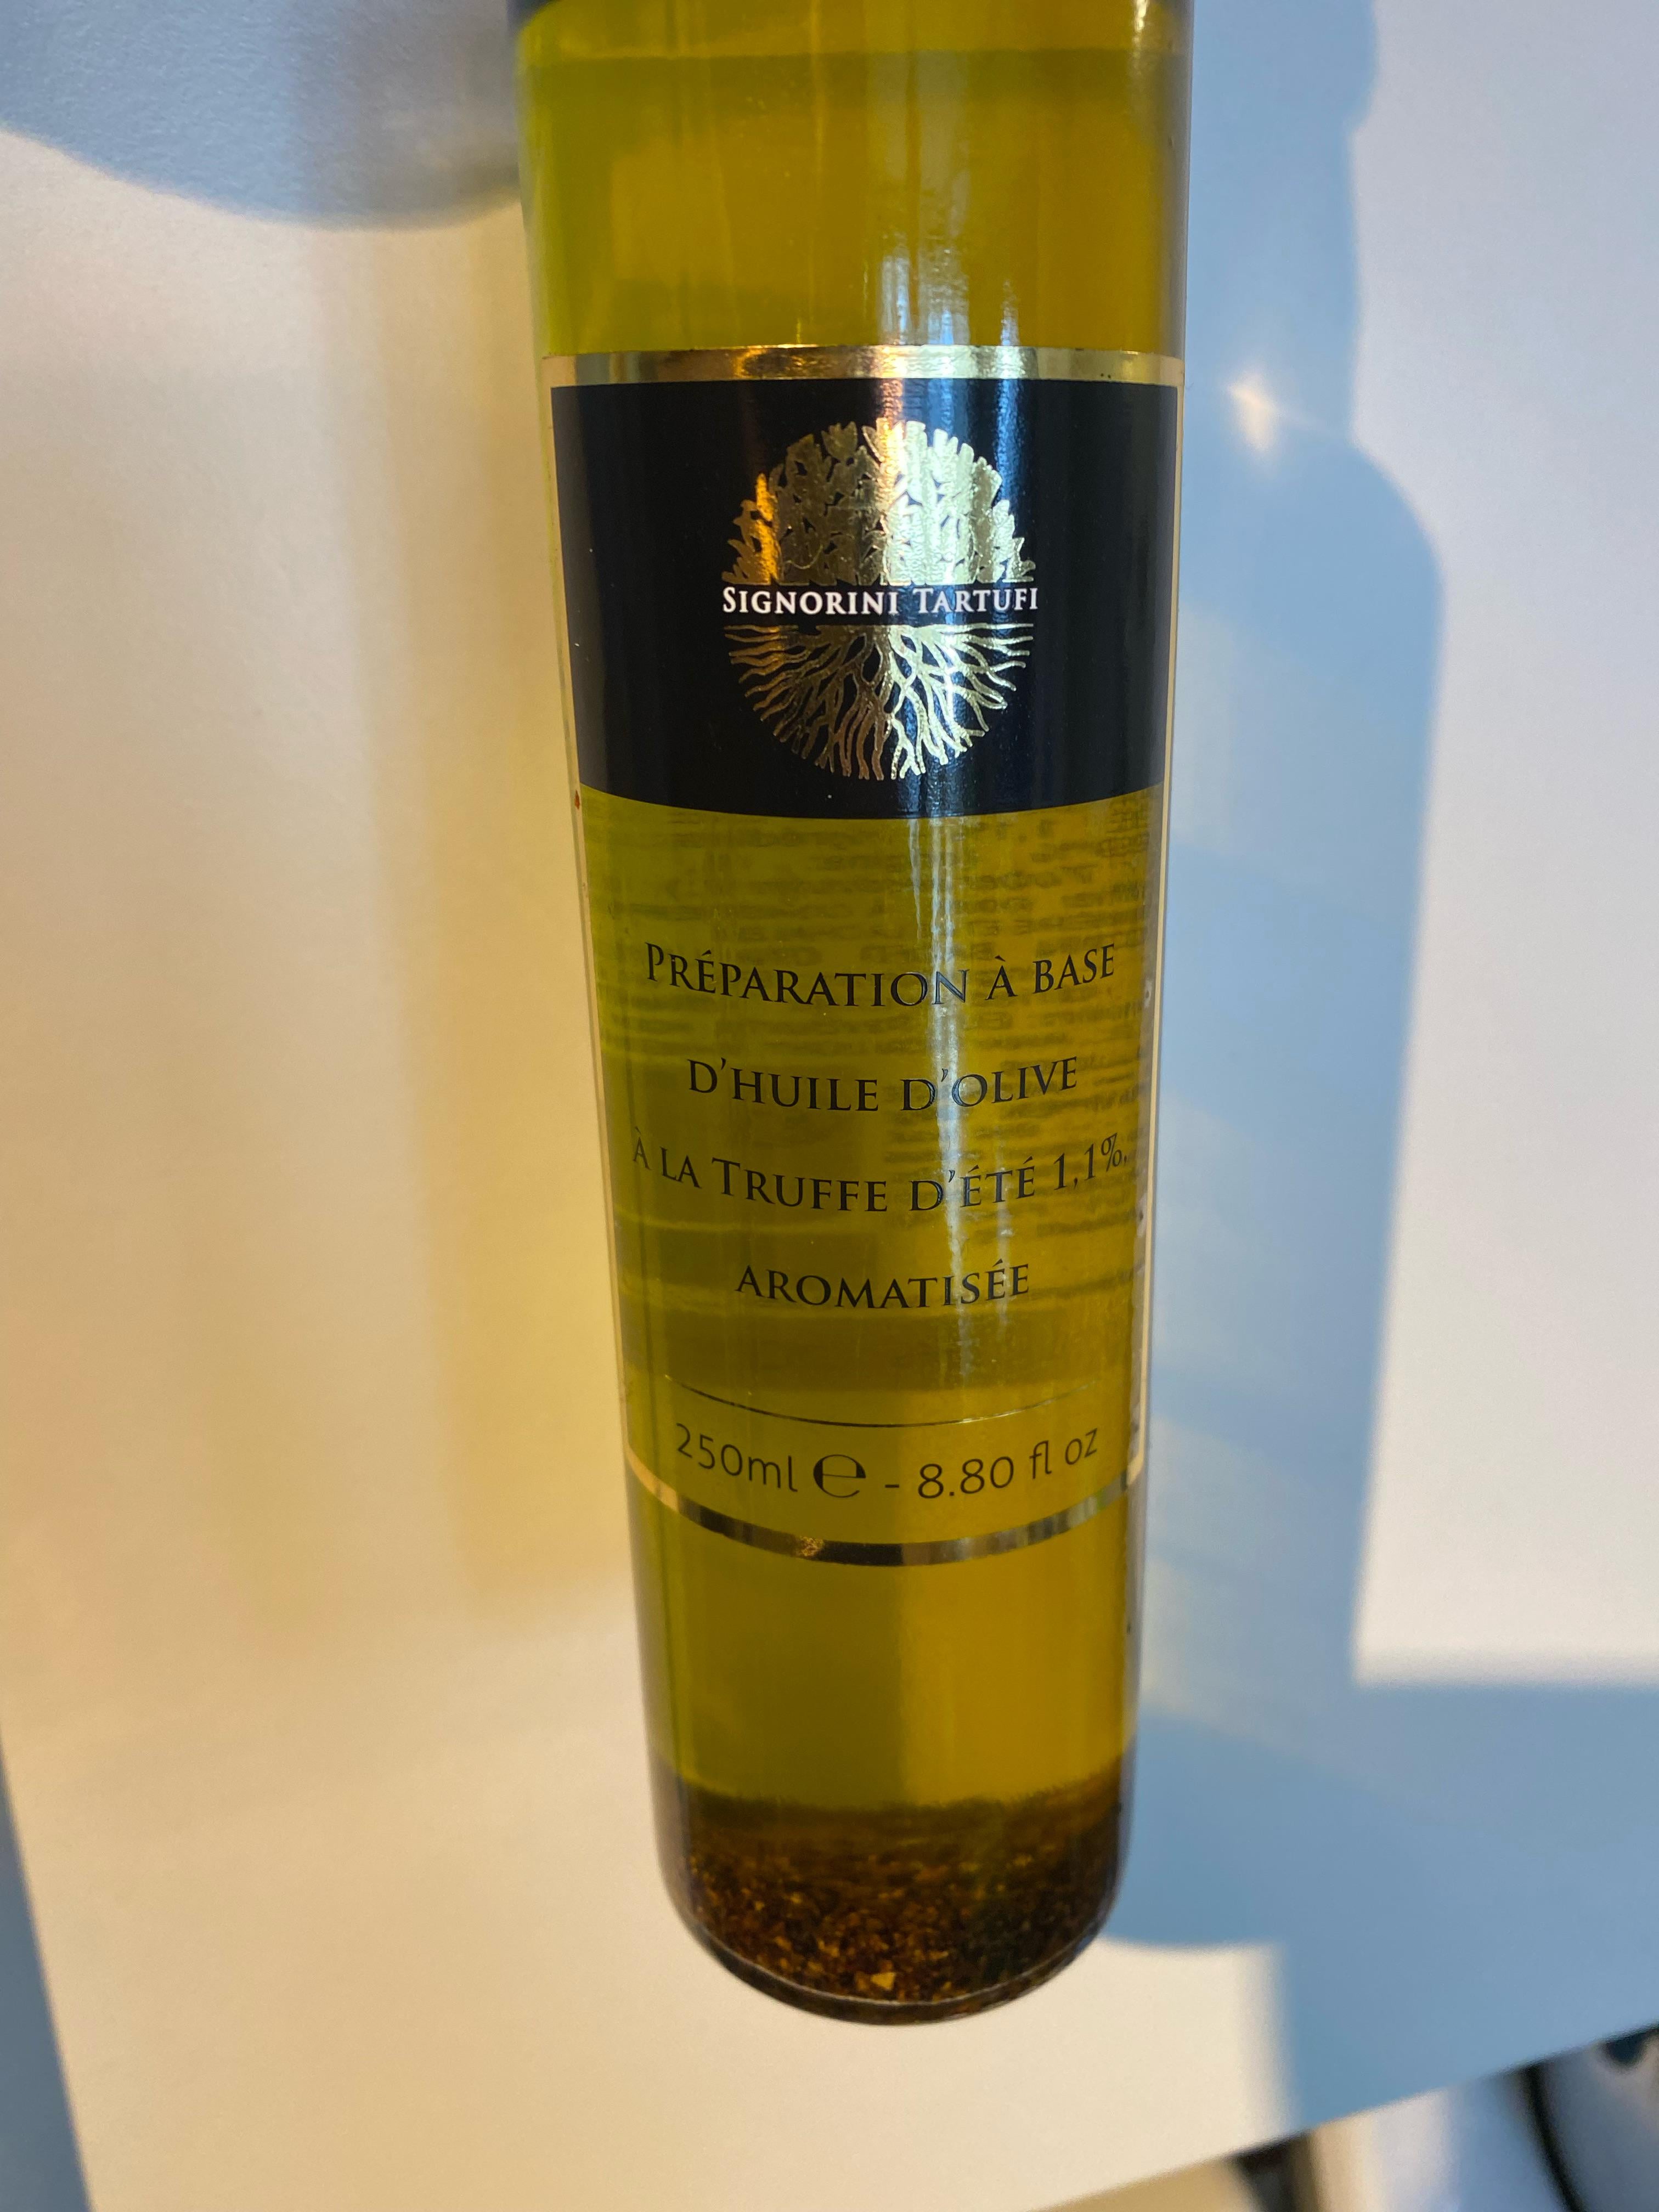 SIGNORINI TARTUFI
PRÉPARATION À BASE
D'HUILE D'OLIVE
À LA TRUFFE D'ÉTÉ 1,1%,
AROMATISÉE
250ml ℮ - 8.80 fl oz